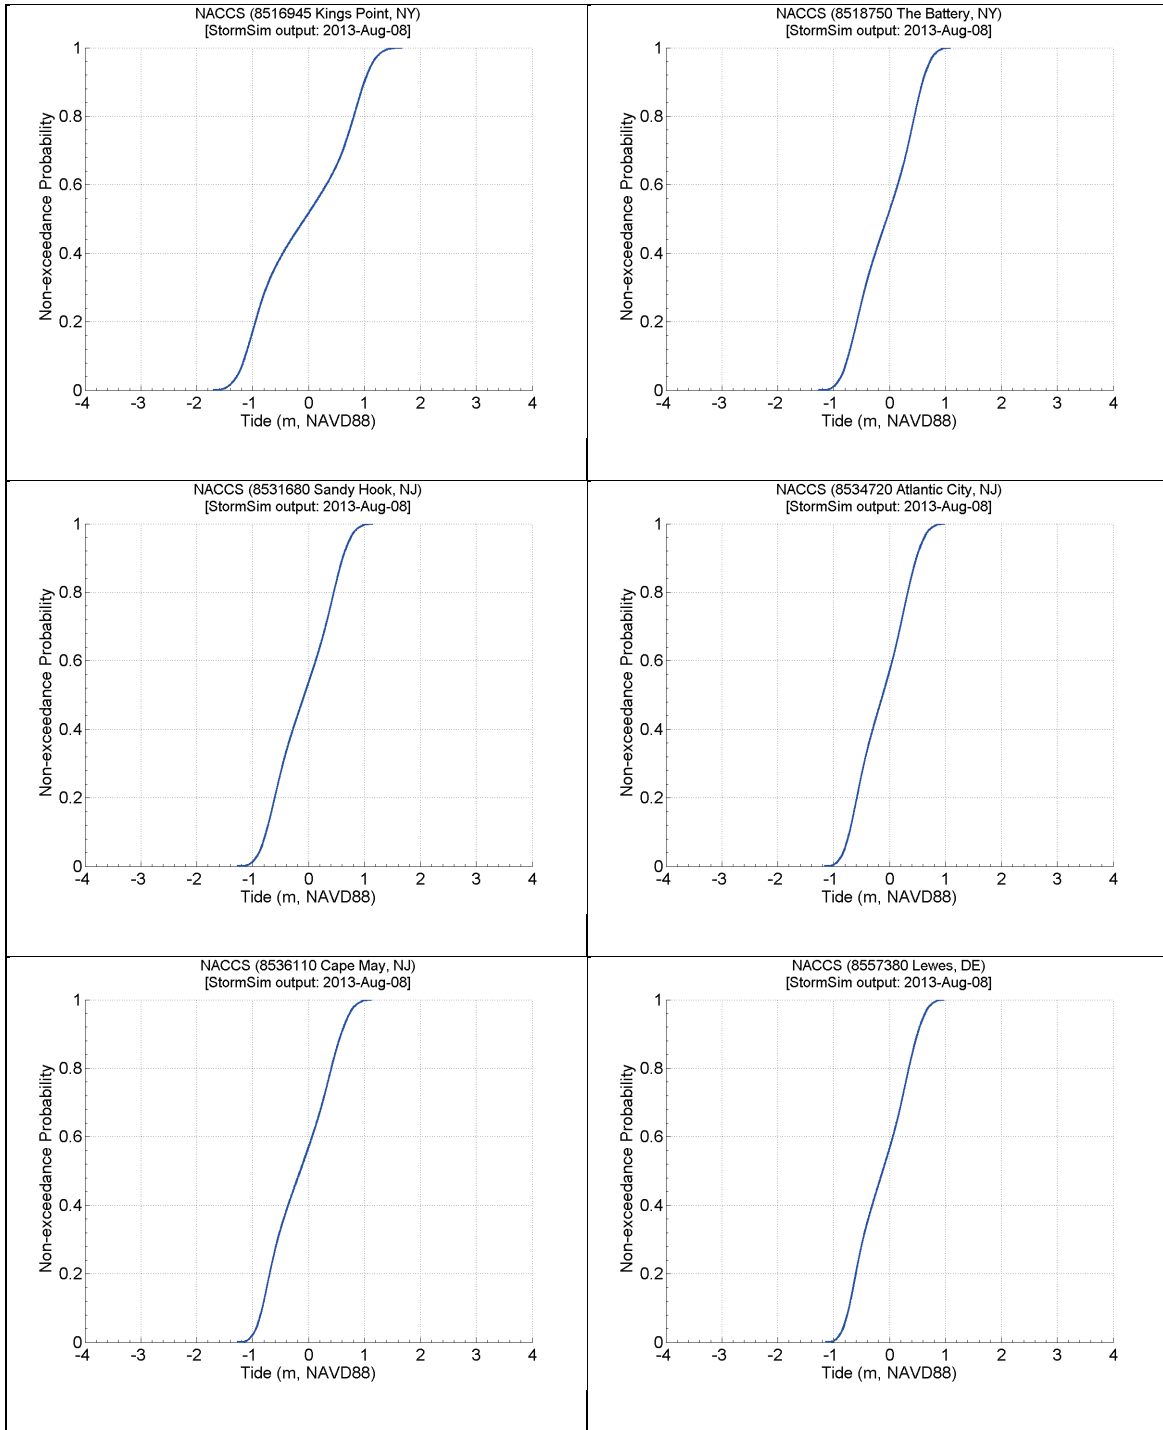 NACCS (8516945 Kings Point, NY)
[StormSim output: 2013-Aug-08]
Non-exceedance Probability
1
0.8
0.6
0.4
0.2
0
-4 -3 -2 -1 0 1 2 3 4
Tide (m, NAVD88)
NACCS (8518750 The Battery, NY)
[StormSim output: 2013-Aug-08]
Non-exceedance Probability
1
0.8
0.6
0.4
0.2
0
-4 -3 -2 -1 0 1 2 3 4
Tide (m, NAVD88)
NACCS (8531680 Sandy Hook, NJ)
[StormSim output: 2013-Aug-08]
Non-exceedance Probability
1
0.8
0.6
0.4
0.2
0
-4 -3 -2 -1 0 1 2 3 4
Tide (m, NAVD88)
NACCS (8534720 Atlantic City, NJ)
[StormSim output: 2013-Aug-08]
Non-exceedance Probability
1
0.8
0.6
0.4
0.2
0
-4 -3 -2 -1 0 1 2 3 4
Tide (m, NAVD88)
NACCS (8536110 Cape May, NJ)
[StormSim output: 2013-Aug-08]
Non-exceedance Probability
1
0.8
0.6
0.4
0.2
0
-4 -3 -2 -1 0 1 2 3 4
Tide (m, NAVD88)
NACCS (8557380 Lewes, DE)
[StormSim output: 2013-Aug-08]
Non-exceedance Probability
1
0.8
0.6
0.4
0.2
0
-4 -3 -2 -1 0 1 2 3 4
Tide (m, NAVD88)